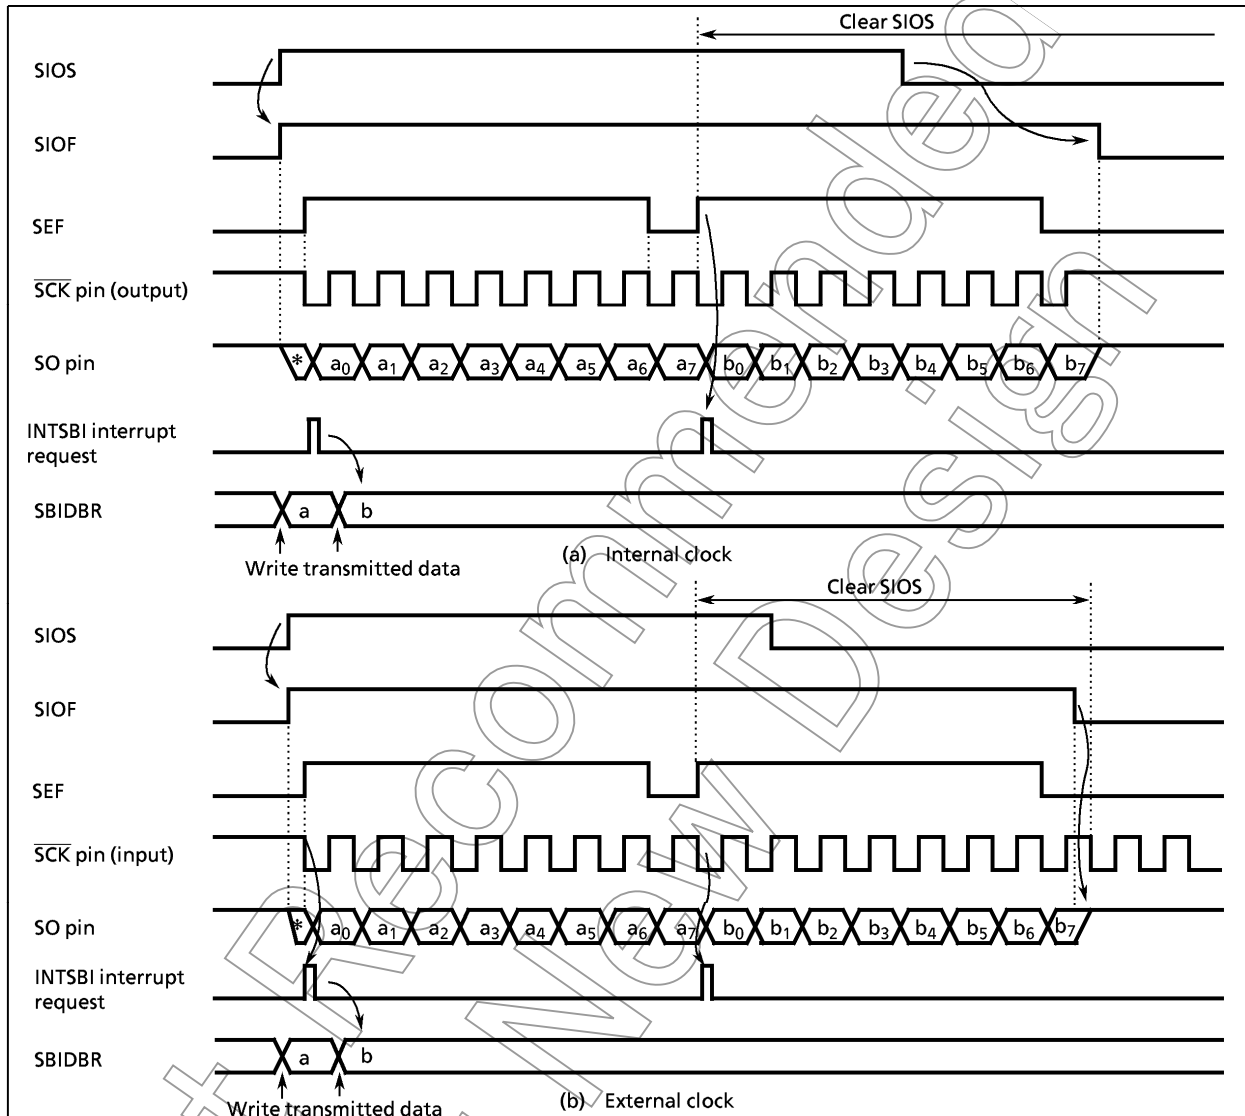 Clear SIOS
SIOS
SIOF
SEF
SCK pin (output)
SO pin
* a0 a1 a2 a3 a4 a5 a6 a7 b0 b1 b2 b3 b4 b5 b6 b7
INTSBI interrupt
request
SBIDBR
a b
(a) Internal clock
Write transmitted data
Clear SIOS
SIOS
SIOF
SEF
SCK pin (input)
SO pin
* a0 a1 a2 a3 a4 a5 a6 a7 b0 b1 b2 b3 b4 b5 b6 b7
INTSBI interrupt
request
SBIDBR
a b
(b) External clock
Write transmitted data
t Recommended
New Design